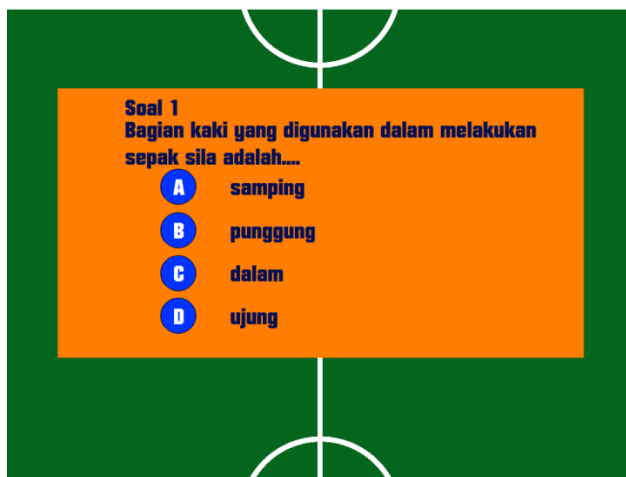 Soal 1
Bagian kaki yang digunakan dalam melakukan
sepak sila adalah....
A samping
B punggung
C dalam
D ujung